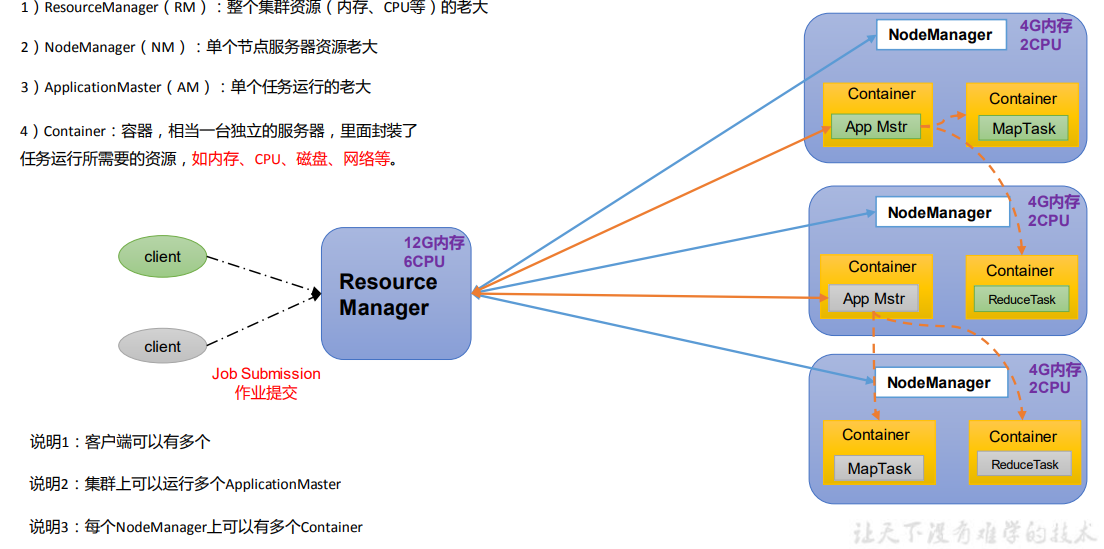 1）ResourceManager（RM）：整个集群资源（内存、CPU等）的老大
2）NodeManager（NM）：单个节点服务器资源老大
3）ApplicationMaster（AM）：单个任务运行的老大
4）Container：容器，相当一台独立的服务器，里面封装了
任务运行所需要的资源，如内存、CPU、磁盘、网络等。
client
client
Job Submission
作业提交
12G内存
6CPU
Resource
Manager
NodeManager
4G内存
2CPU
Container
App Mstr
Container
MapTask
NodeManager
4G内存
2CPU
Container
App Mstr
Container
ReduceTask
NodeManager
4G内存
2CPU
Container
MapTask
Container
ReduceTask
说明1：客户端可以有多个
说明2：集群上可以运行多个ApplicationMaster
说明3：每个NodeManager上可以有多个Container
让天下没有难学的技术